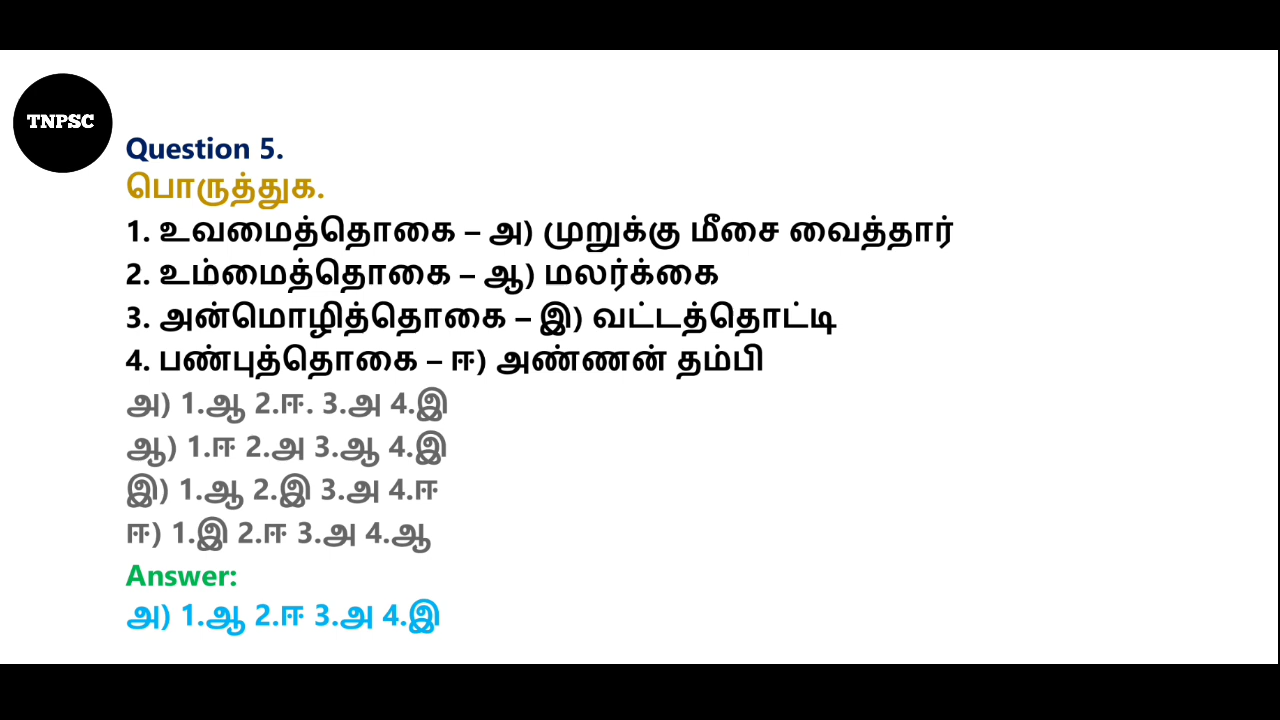 TNPSC
Question 5.
பொருத்துக.
1. உவமைத்தொகை – அ) முறுக்கு மீசை வைத்தார்
2. உம்மைத்தொகை – ஆ) மலர்க்கை
3. அன்மொழித்தொகை – இ) வட்டத்தொட்டி
4. பண்புத்தொகை – ஈ) அண்ணன் தம்பி
அ) 1.ஆ 2.ஈ. 3.அ 4.இ
ஆ) 1.ஈ 2.அ 3.ஆ 4.இ
இ) 1.ஆ 2.இ 3.அ 4.ஈ
ஈ) 1.இ 2.ஈ 3.அ 4.ஆ
Answer:
அ) 1.ஆ 2.ஈ 3.அ 4.இ